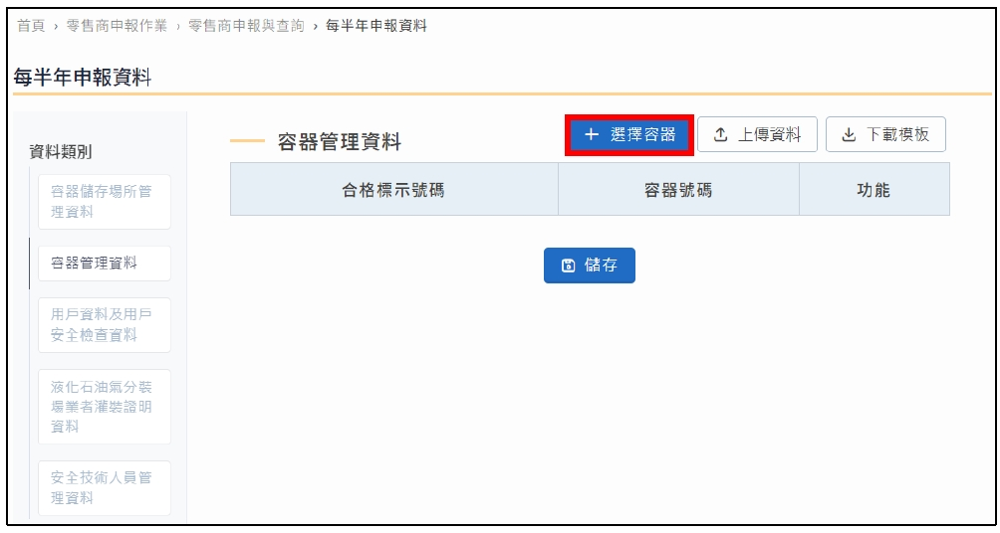 首頁 › 零售商申報作業 › 零售商申報與查詢 › 每半年申報資料
每半年申報資料
資料類別
容器儲存場所管
理資料
容器管理資料
用戶資料及用戶
安全檢查資料
液化石油氣分裝
場業者灌裝證明
資料
安全技術人員管
理資料
容器管理資料
+ 選擇容器
上傳資料
下載模板
合格標示號碼 容器號碼 功能
儲存